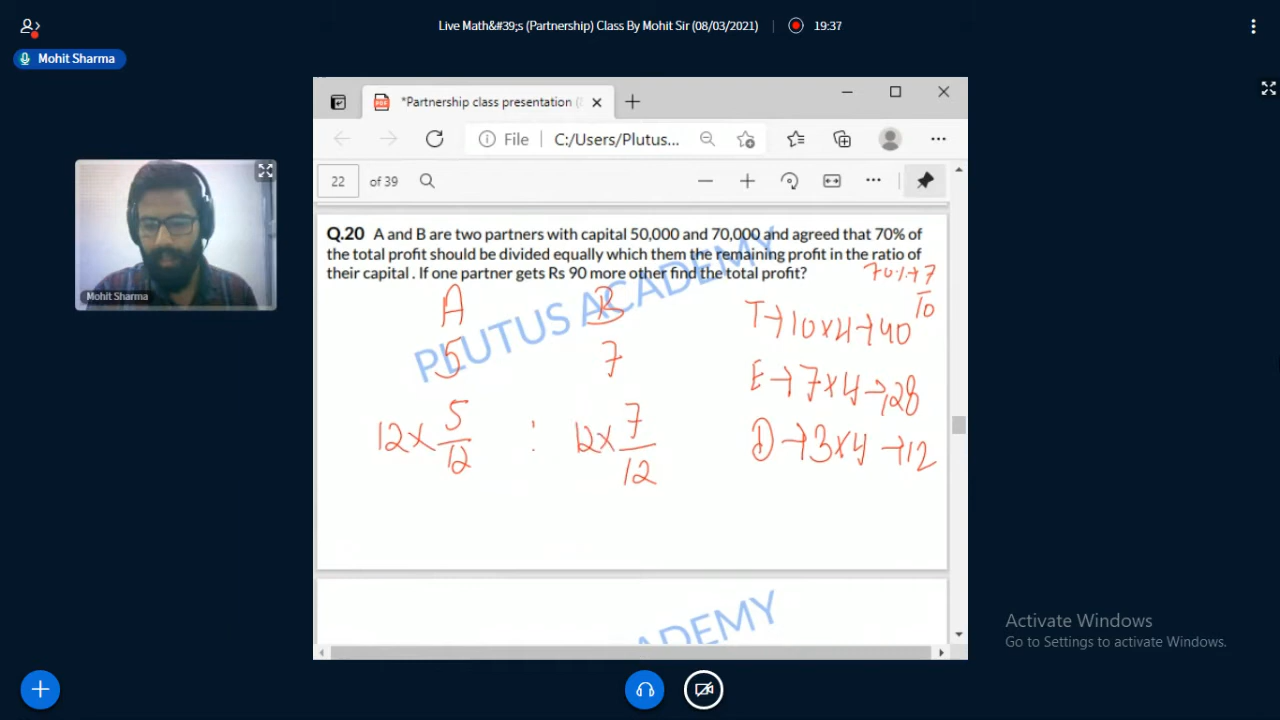 Live Math&#39;s (Partnership) Class By Mohit Sir (08/03/2021)
19:37
Mohit Sharma
*Partnership class presentation (
File
C:/Users/Plutus...
22 of 39
Q.20 A and B are two partners with capital 50,000 and 70,000 and agreed that 70% of
the total profit should be divided equally which them the remaining profit in the ratio of
their capital . If one partner gets Rs 90 more other find the total profit?
70%→7/10
A B
5 7
12×5/12 : 12×7/12
T→10×4→40
E→7×4→28
D→3×4→12
PLUTUS ACADEMY
ADEMY
Mohit Sharma
Activate Windows
Go to Settings to activate Windows.